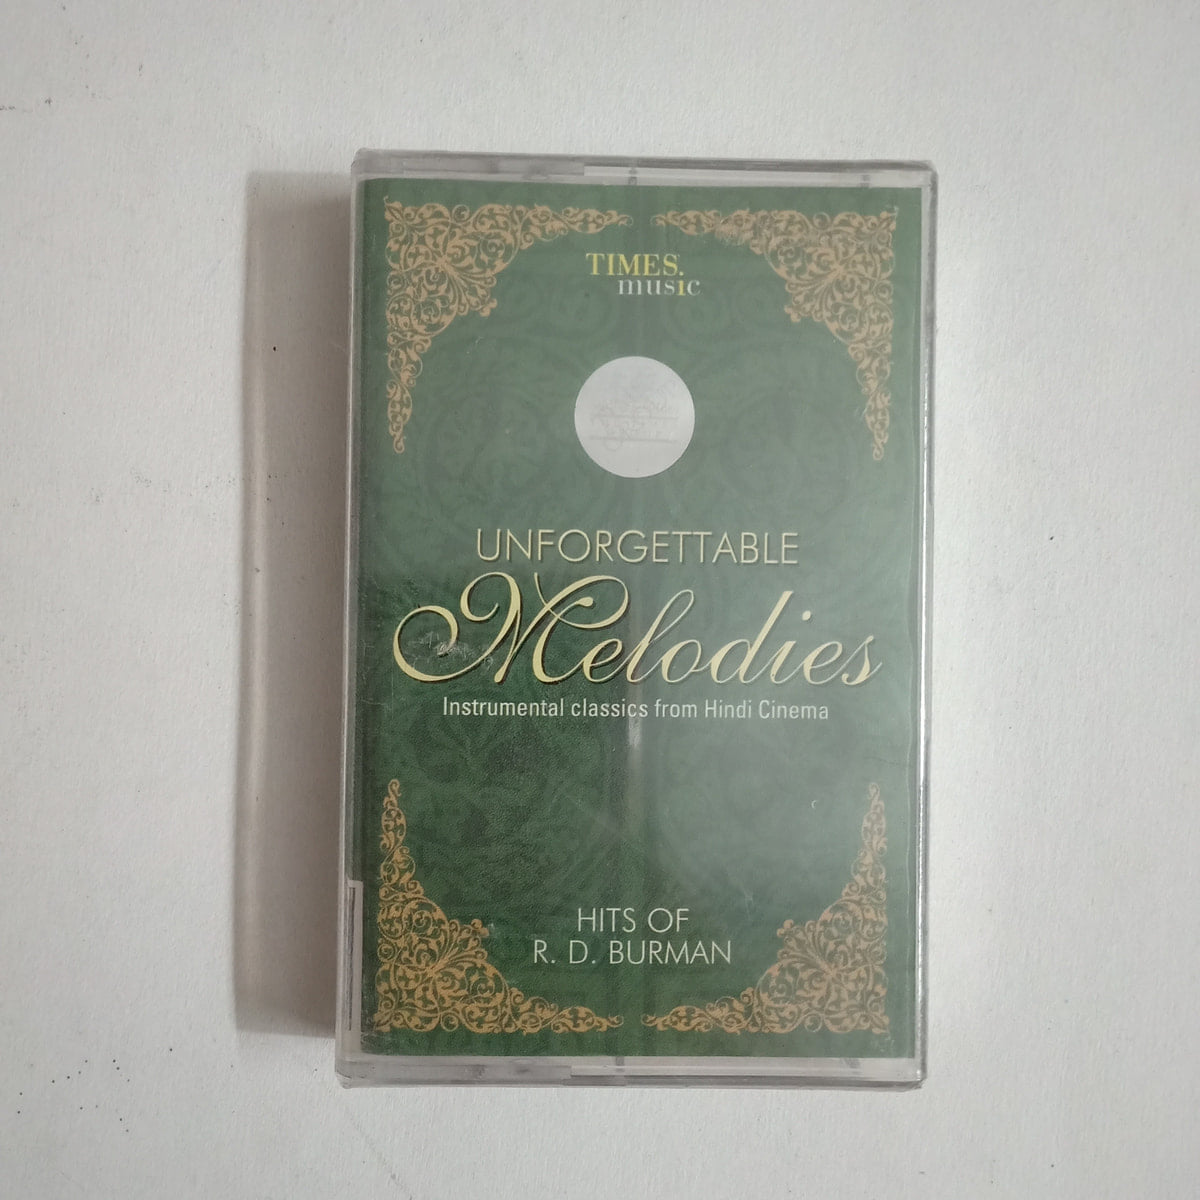 TIMES.
music
UNFORGETTABLE
Melodies
Instrumental classics from Hindi Cinema
HITS OF
R. D. BURMAN